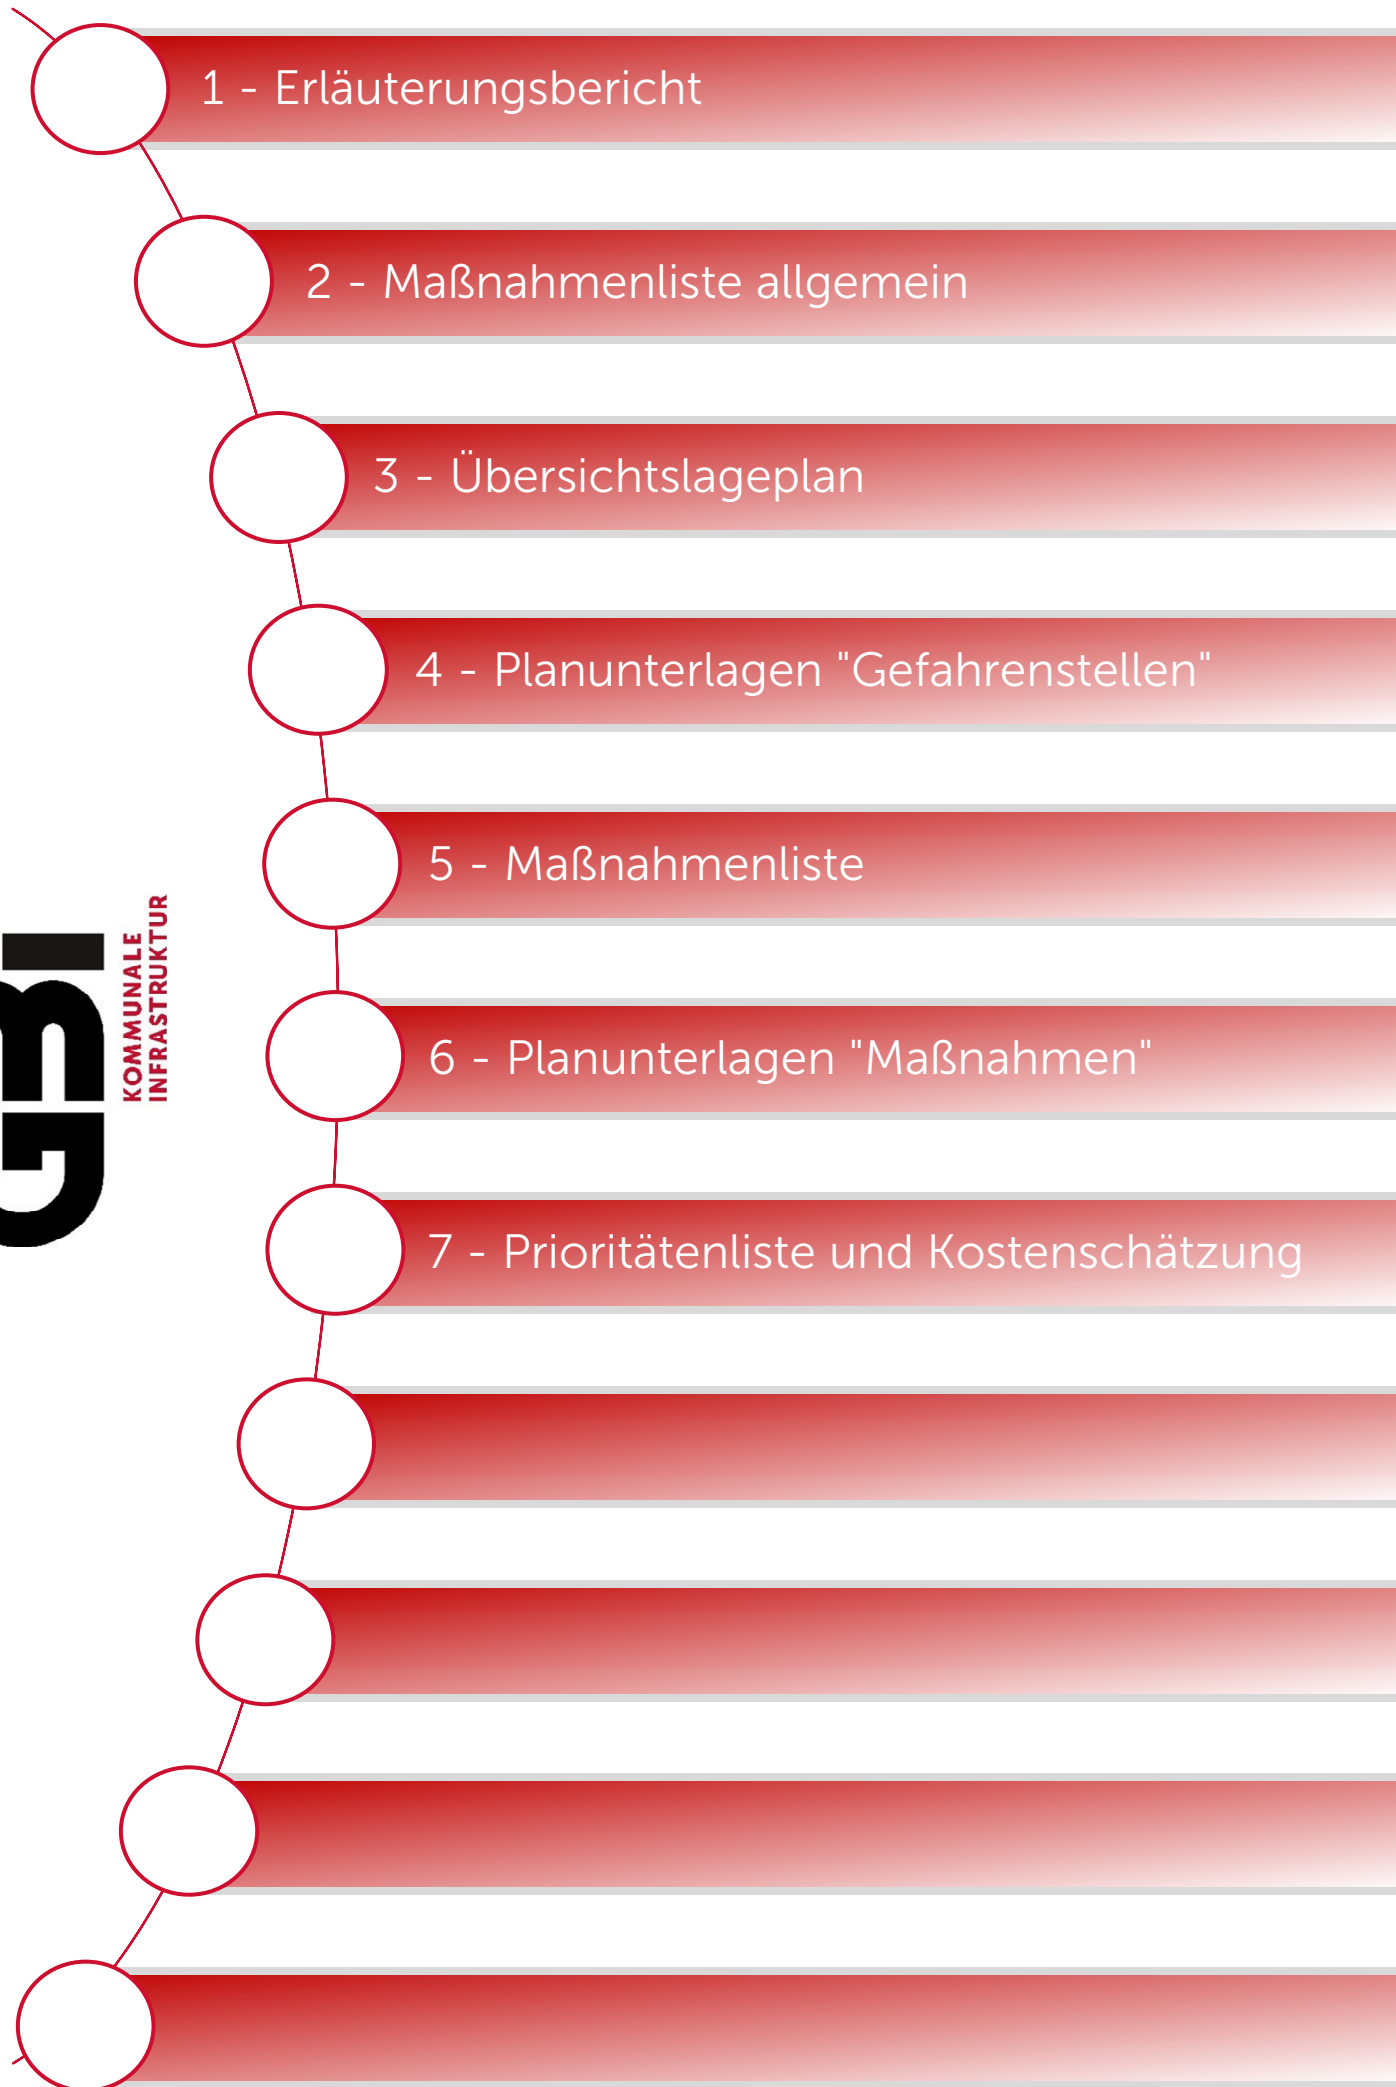 1 - Erläuterungsbericht
2 - Maßnahmenliste allgemein
3 - Übersichtslageplan
4 - Planunterlagen "Gefahrenstellen"
5 - Maßnahmenliste
KOMMUNALE
INFRASTRUKTUR
6 - Planunterlagen "Maßnahmen"
7 - Prioritätenliste und Kostenschätzung